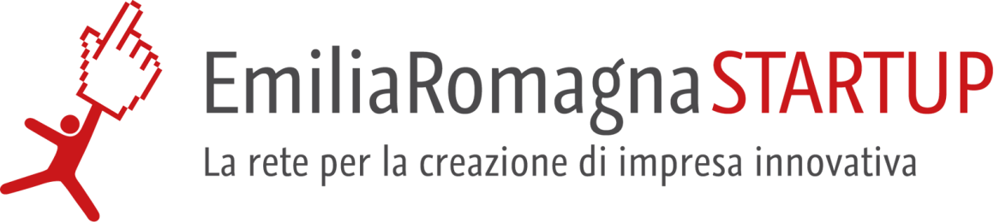 EmiliaRomagnaSTARTUP
La rete per la creazione di impresa innovativa